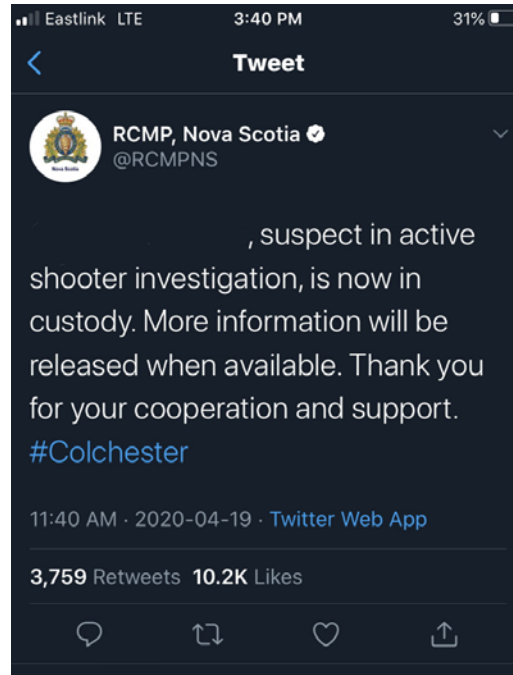 Eastlink LTE 3:40 PM 31%
Tweet
RCMP, Nova Scotia
@RCMPNS
, suspect in active
shooter investigation, is now in
custody. More information will be
released when available. Thank you
for your cooperation and support.
#Colchester
11:40 AM · 2020-04-19 · Twitter Web App
3,759 Retweets 10.2K Likes
Nova Scotia